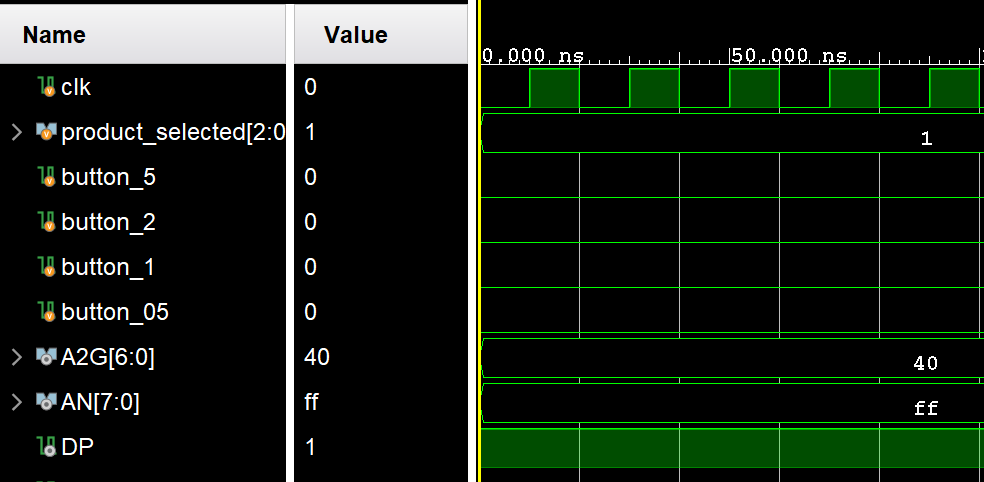 Name Value
0.000 ns 50.000 ns
clk 0
product_selected[2:0 1 1
button_5 0
button_2 0
button_1 0
button_05 0
A2G[6:0] 40 40
AN[7:0] ff ff
DP 1